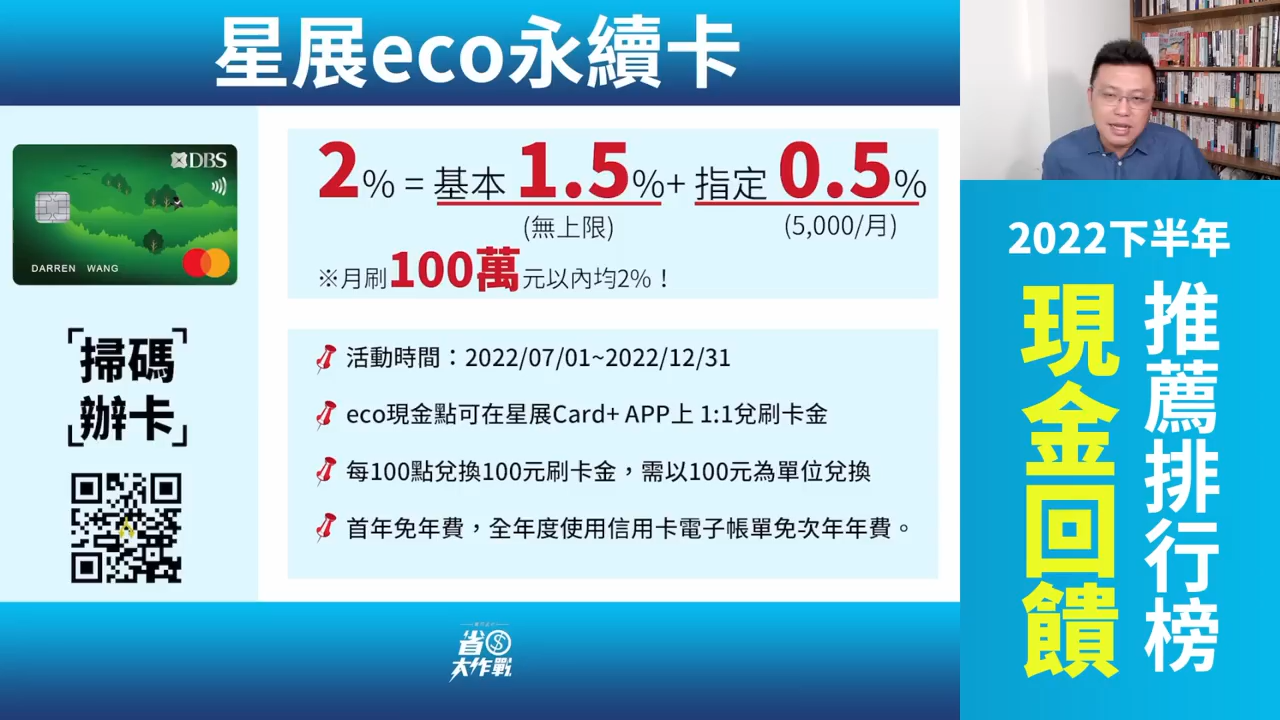 星展eco永續卡
DBS
DARREN WANG
掃碼
辦卡
2% = 基本 1.5%+ 指定 0.5%
(無上限)
(5,000/月)
※月刷100萬元以內均2%！
活動時間：2022/07/01~2022/12/31
eco現金點可在星展Card+ APP上 1:1兌刷卡金
每100點兌換100元刷卡金，需以100元為單位兌換
首年免年費，全年度使用信用卡電子帳單免次年年費。
省
大作戰
2022下半年
推薦排行榜
現金回饋